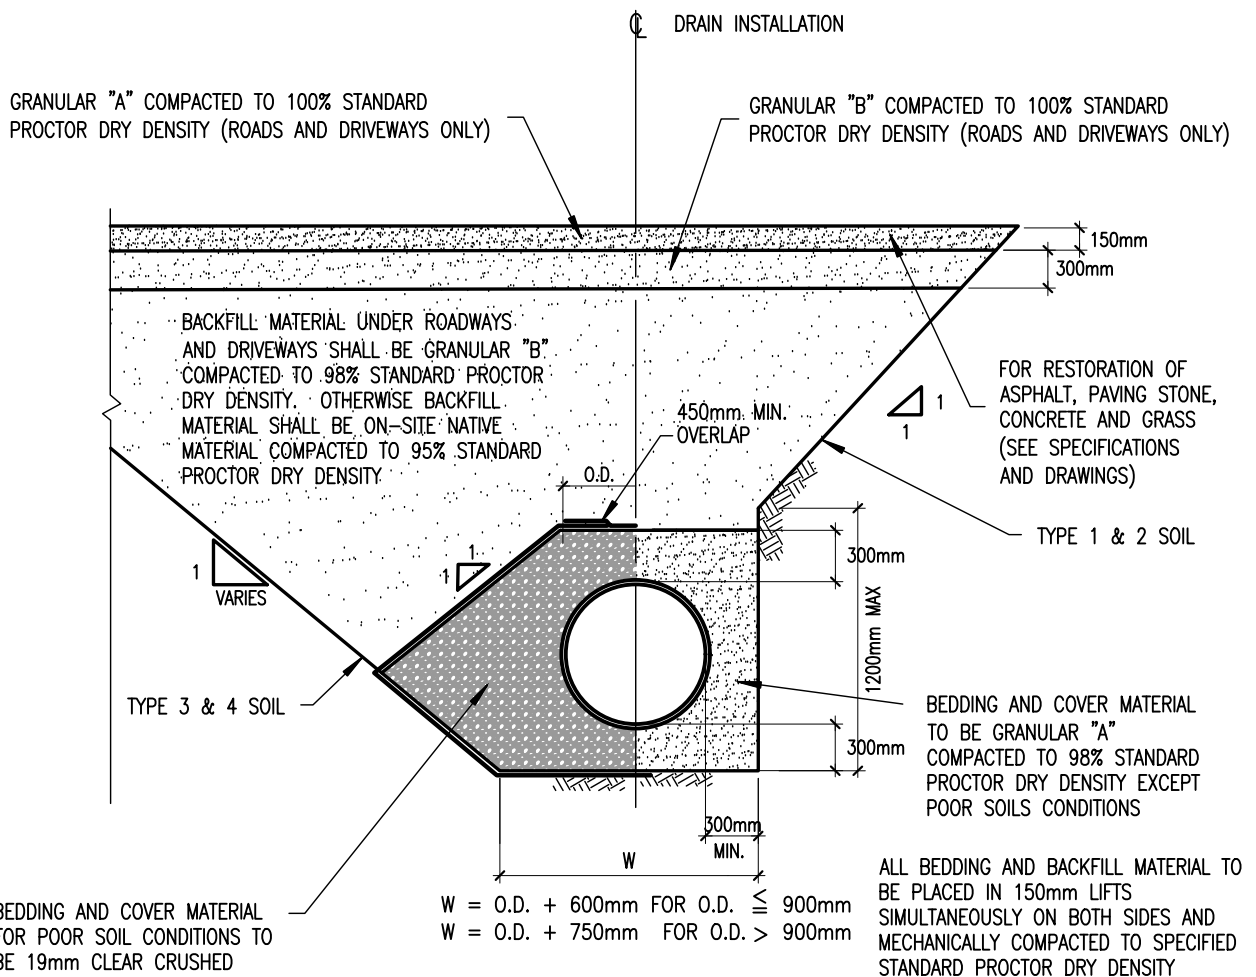 ℄ DRAIN INSTALLATION
GRANULAR "A" COMPACTED TO 100% STANDARD
PROCTOR DRY DENSITY (ROADS AND DRIVEWAYS ONLY)
GRANULAR "B" COMPACTED TO 100% STANDARD
PROCTOR DRY DENSITY (ROADS AND DRIVEWAYS ONLY)
150mm
300mm
BACKFILL MATERIAL UNDER ROADWAYS
AND DRIVEWAYS SHALL BE GRANULAR "B"
COMPACTED TO 98% STANDARD PROCTOR
DRY DENSITY. OTHERWISE BACKFILL
MATERIAL SHALL BE ON-SITE NATIVE
MATERIAL COMPACTED TO 95% STANDARD
PROCTOR DRY DENSITY
450mm MIN.
OVERLAP
O.D.
1
1
FOR RESTORATION OF
ASPHALT, PAVING STONE,
CONCRETE AND GRASS
(SEE SPECIFICATIONS
AND DRAWINGS)
TYPE 1 & 2 SOIL
1
VARIES
1
1
300mm
1200mm MAX
300mm
TYPE 3 & 4 SOIL
BEDDING AND COVER MATERIAL
TO BE GRANULAR "A"
COMPACTED TO 98% STANDARD
PROCTOR DRY DENSITY EXCEPT
POOR SOILS CONDITIONS
300mm
MIN.
W
W = O.D. + 600mm FOR O.D. ≦ 900mm
W = O.D. + 750mm FOR O.D. > 900mm
BEDDING AND COVER MATERIAL
FOR POOR SOIL CONDITIONS TO
BE 19mm CLEAR CRUSHED
ALL BEDDING AND BACKFILL MATERIAL TO
BE PLACED IN 150mm LIFTS
SIMULTANEOUSLY ON BOTH SIDES AND
MECHANICALLY COMPACTED TO SPECIFIED
STANDARD PROCTOR DRY DENSITY